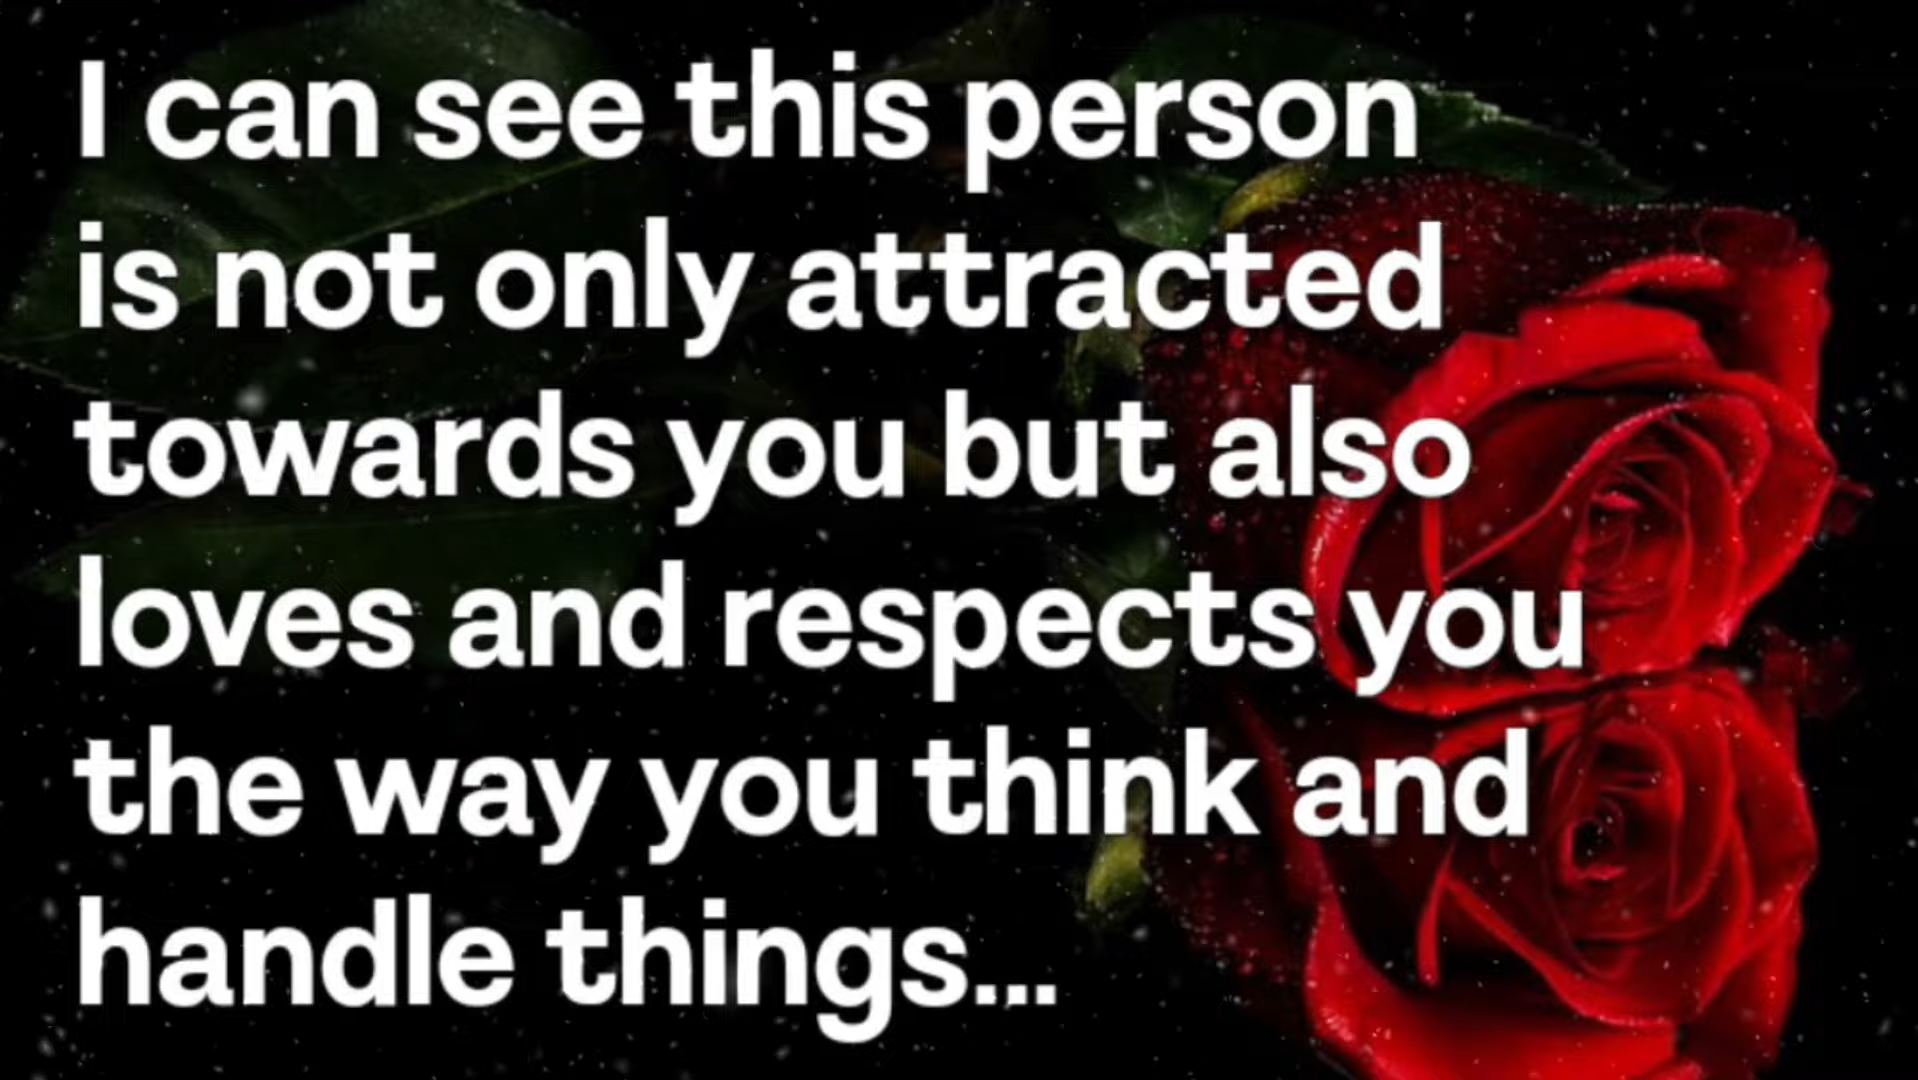 I can see this person
is not only attracted
towards you but also
loves and respects you
the way you think and
handle things...